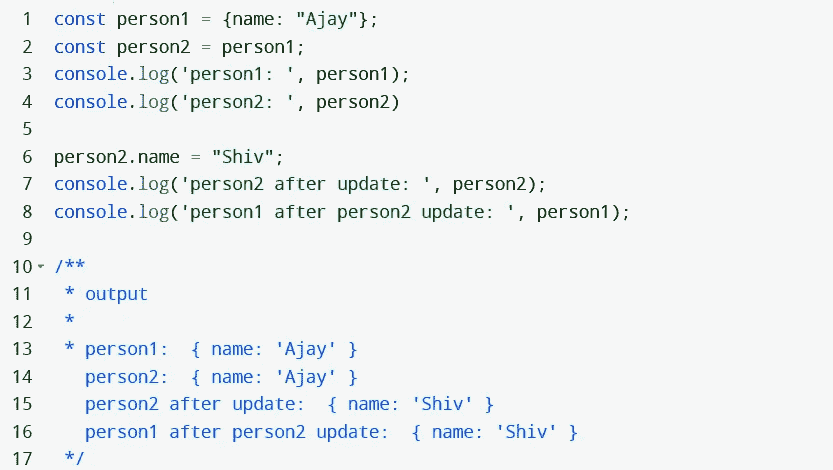 1 const person1 = {name: "Ajay"};
2 const person2 = person1;
3 console.log('person1: ', person1);
4 console.log('person2: ', person2)
5
6 person2.name = "Shiv";
7 console.log('person2 after update: ', person2);
8 console.log('person1 after person2 update: ', person1);
9
10 /**
11  * output
12  *
13  * person1:  { name: 'Ajay' }
14    person2:  { name: 'Ajay' }
15    person2 after update:  { name: 'Shiv' }
16    person1 after person2 update:  { name: 'Shiv' }
17  */